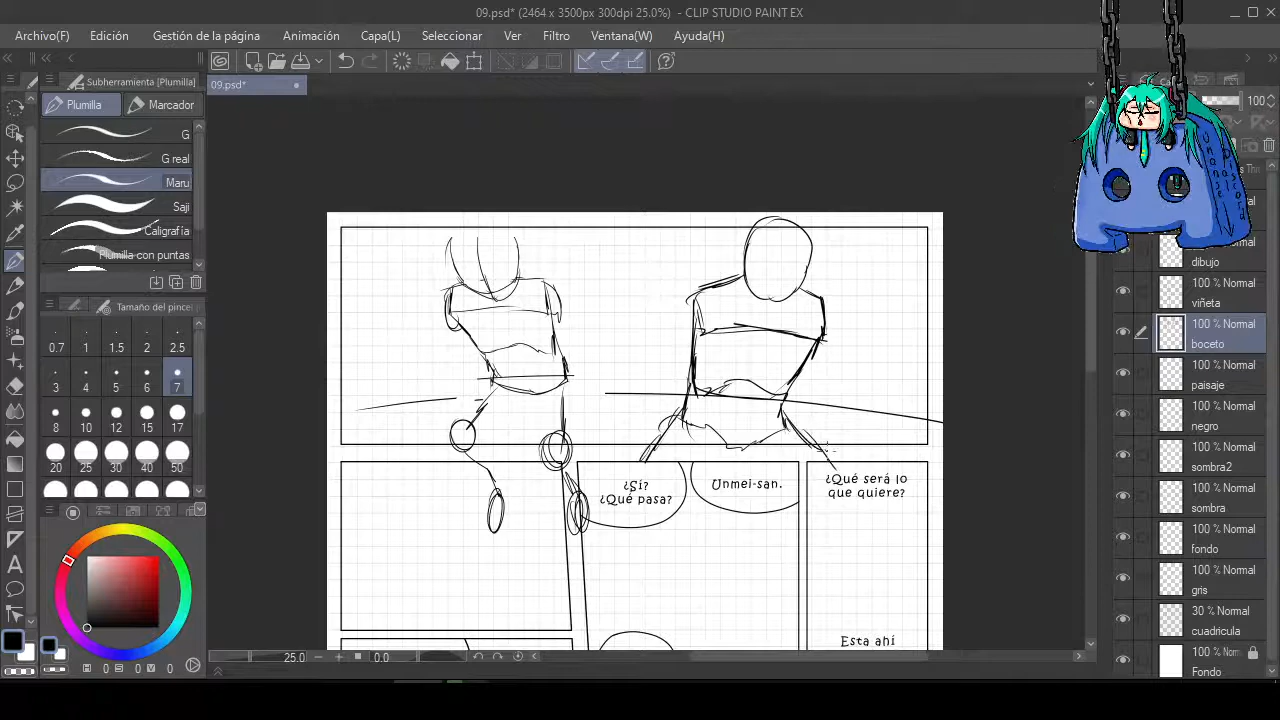 09.psd* (2464 x 3500px 300dpi 25.0%) - CLIP STUDIO PAINT EX
Archivo(F) Edición Gestión de la página Animación Capa(L) Seleccionar Ver Filtro Ventana(W) Ayuda(H)
Subherramienta [Plumilla]
09.psd*
Plumilla Marcador
100
G
G real
Maru
Saji
Caligrafía
Plumilla con puntas
Tamaño del pince
0.7 1 1.5 2 2.5
3 4 5 6 7
8 10 12 15 17
20 25 30 40 50
dibujo
100 % Normal
viñeta
100 % Normal
boceto
100 % Normal
paisaje
100 % Normal
negro
100 % Normal
sombra2
100 % Normal
sombra
100 % Normal
fondo
100 % Normal
gris
30 % Normal
cuadricula
100 % Norm
Fondo
¿Sí?
¿Qué pasa?
Unmei-san.
¿Qué será lo
que quiere?
Esta ahí
25.0 0.0
H 0 S 0 V 0